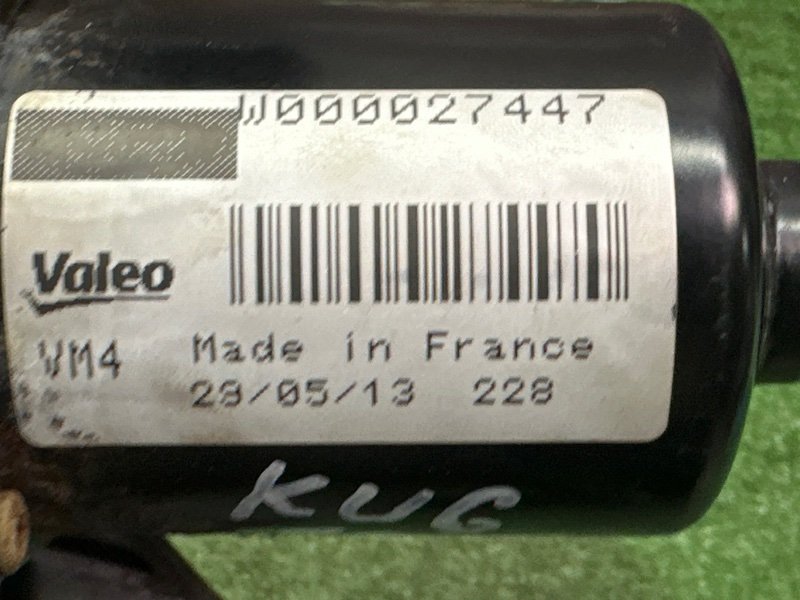 W000027447
Valeo
VM4 Made in France
29/05/13 228
KUG